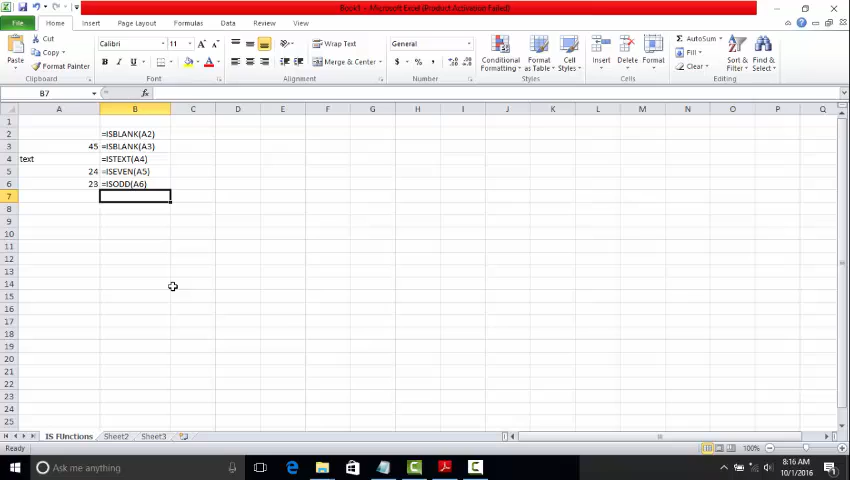 Book1 - Microsoft Excel (Product Activation Failed)
File Home Insert Page Layout Formulas Data Review View
Cut Calibri 11 Wrap Text General AutoSum
Copy Fill
Paste Format Painter B I U Merge & Center $ % , Conditional Formatting Format as Table Cell Styles Insert Delete Format Clear Sort & Filter Find & Select
Clipboard Font Alignment Number Styles Cells Editing
B7 fx
A B C D E F G H I J K L M N O P Q
1
2 =ISBLANK(A2)
3 45 =ISBLANK(A3)
4 text =ISTEXT(A4)
5 24 =ISEVEN(A5)
6 23 =ISODD(A6)
7
8
9
10
11
12
13
14
15
16
17
18
19
20
21
22
23
24
25
IS FUnctions Sheet2 Sheet3
Ready 100%
Ask me anything 8:16 AM
10/1/2016